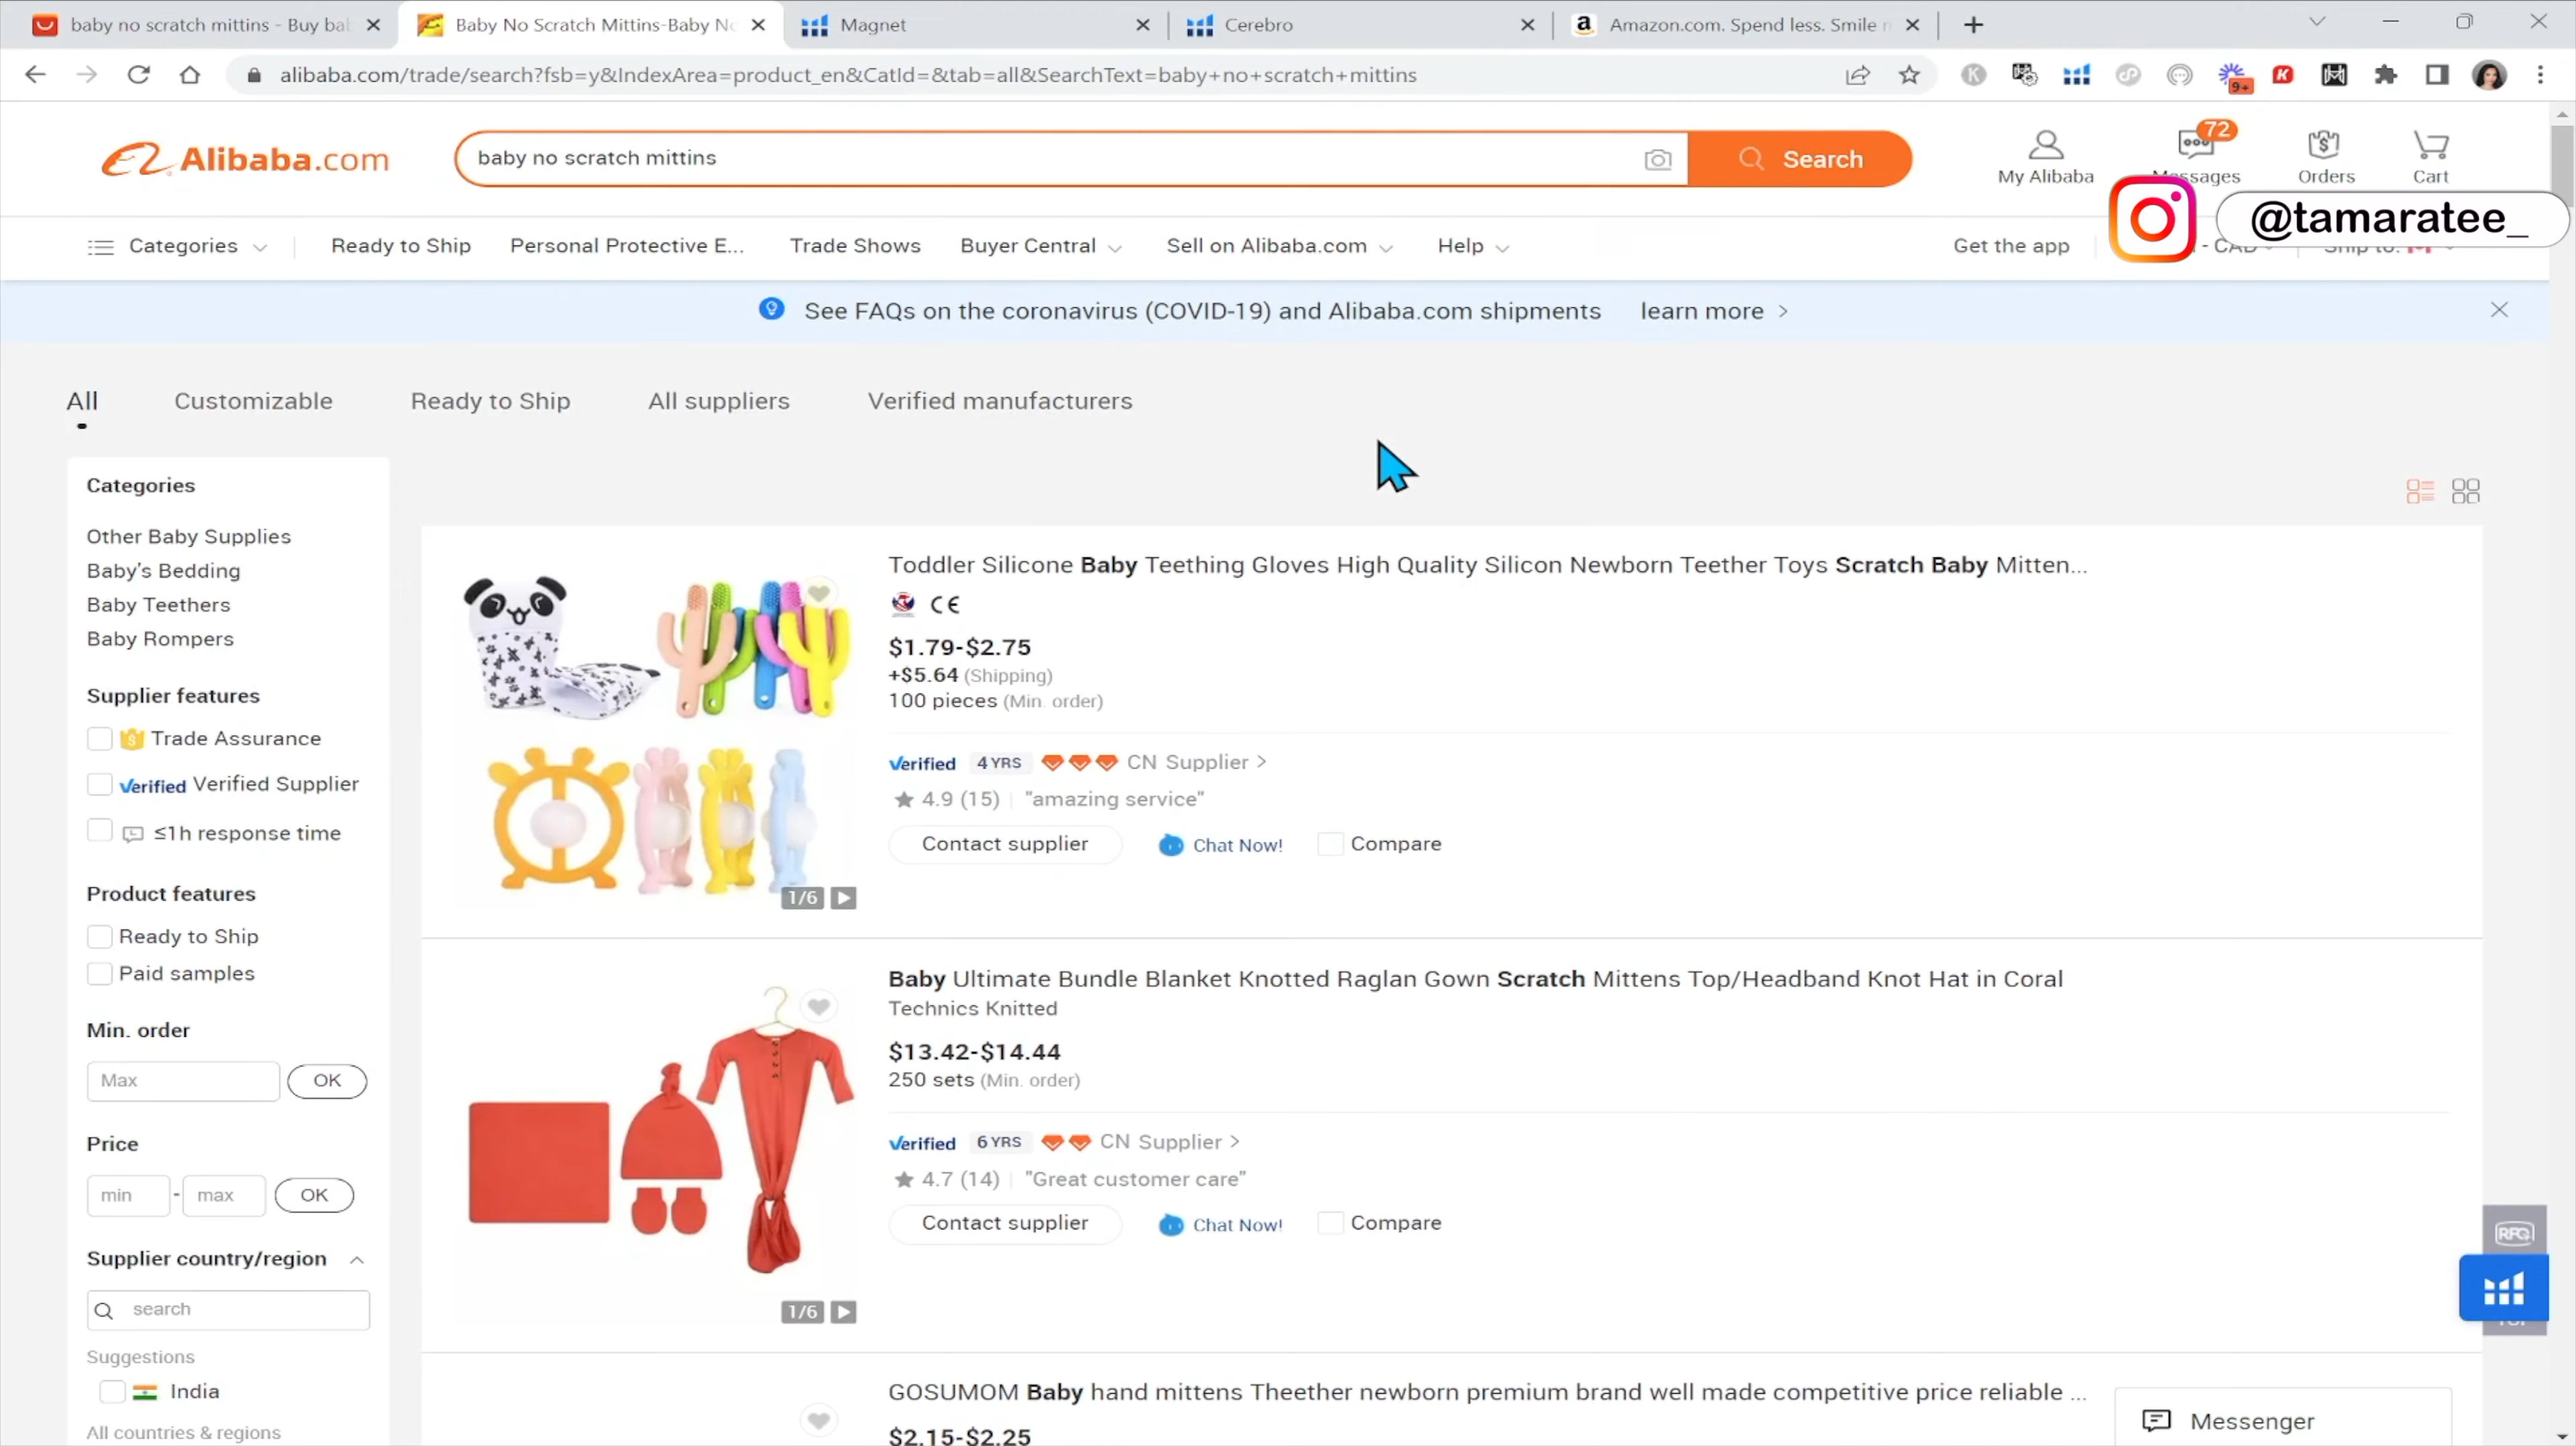 baby no scratch mittins - Buy bab
Baby No Scratch Mittins-Baby No
Magnet
Cerebro
Amazon.com. Spend less. Smile m
alibaba.com/trade/search?fsb=y&IndexArea=product_en&CatId=&tab=all&SearchText=baby+no+scratch+mittins
9+
Alibaba.com
baby no scratch mittins
Search
My Alibaba
72
Messages
Orders
Cart
@tamaratee_
Categories
Ready to Ship
Personal Protective E...
Trade Shows
Buyer Central
Sell on Alibaba.com
Help
Get the app
- CAD
Ship to:
See FAQs on the coronavirus (COVID-19) and Alibaba.com shipments learn more >
All
Customizable
Ready to Ship
All suppliers
Verified manufacturers
Categories
Other Baby Supplies
Baby's Bedding
Baby Teethers
Baby Rompers
Supplier features
Trade Assurance
Verified Verified Supplier
≤1h response time
Product features
Ready to Ship
Paid samples
Min. order
Max OK
Price
min - max OK
Supplier country/region
search
Suggestions
India
All countries & regions
Toddler Silicone Baby Teething Gloves High Quality Silicon Newborn Teether Toys Scratch Baby Mitten...
CE
$1.79-$2.75
+$5.64 (Shipping)
100 pieces (Min. order)
Verified 4 YRS CN Supplier >
4.9 (15) | "amazing service"
Contact supplier Chat Now! Compare
1/6
Baby Ultimate Bundle Blanket Knotted Raglan Gown Scratch Mittens Top/Headband Knot Hat in Coral
Technics Knitted
$13.42-$14.44
250 sets (Min. order)
Verified 6 YRS CN Supplier >
4.7 (14) | "Great customer care"
Contact supplier Chat Now! Compare
1/6
GOSUMOM Baby hand mittens Theether newborn premium brand well made competitive price reliable ...
$2.15-$2.25
RFQ
Messenger